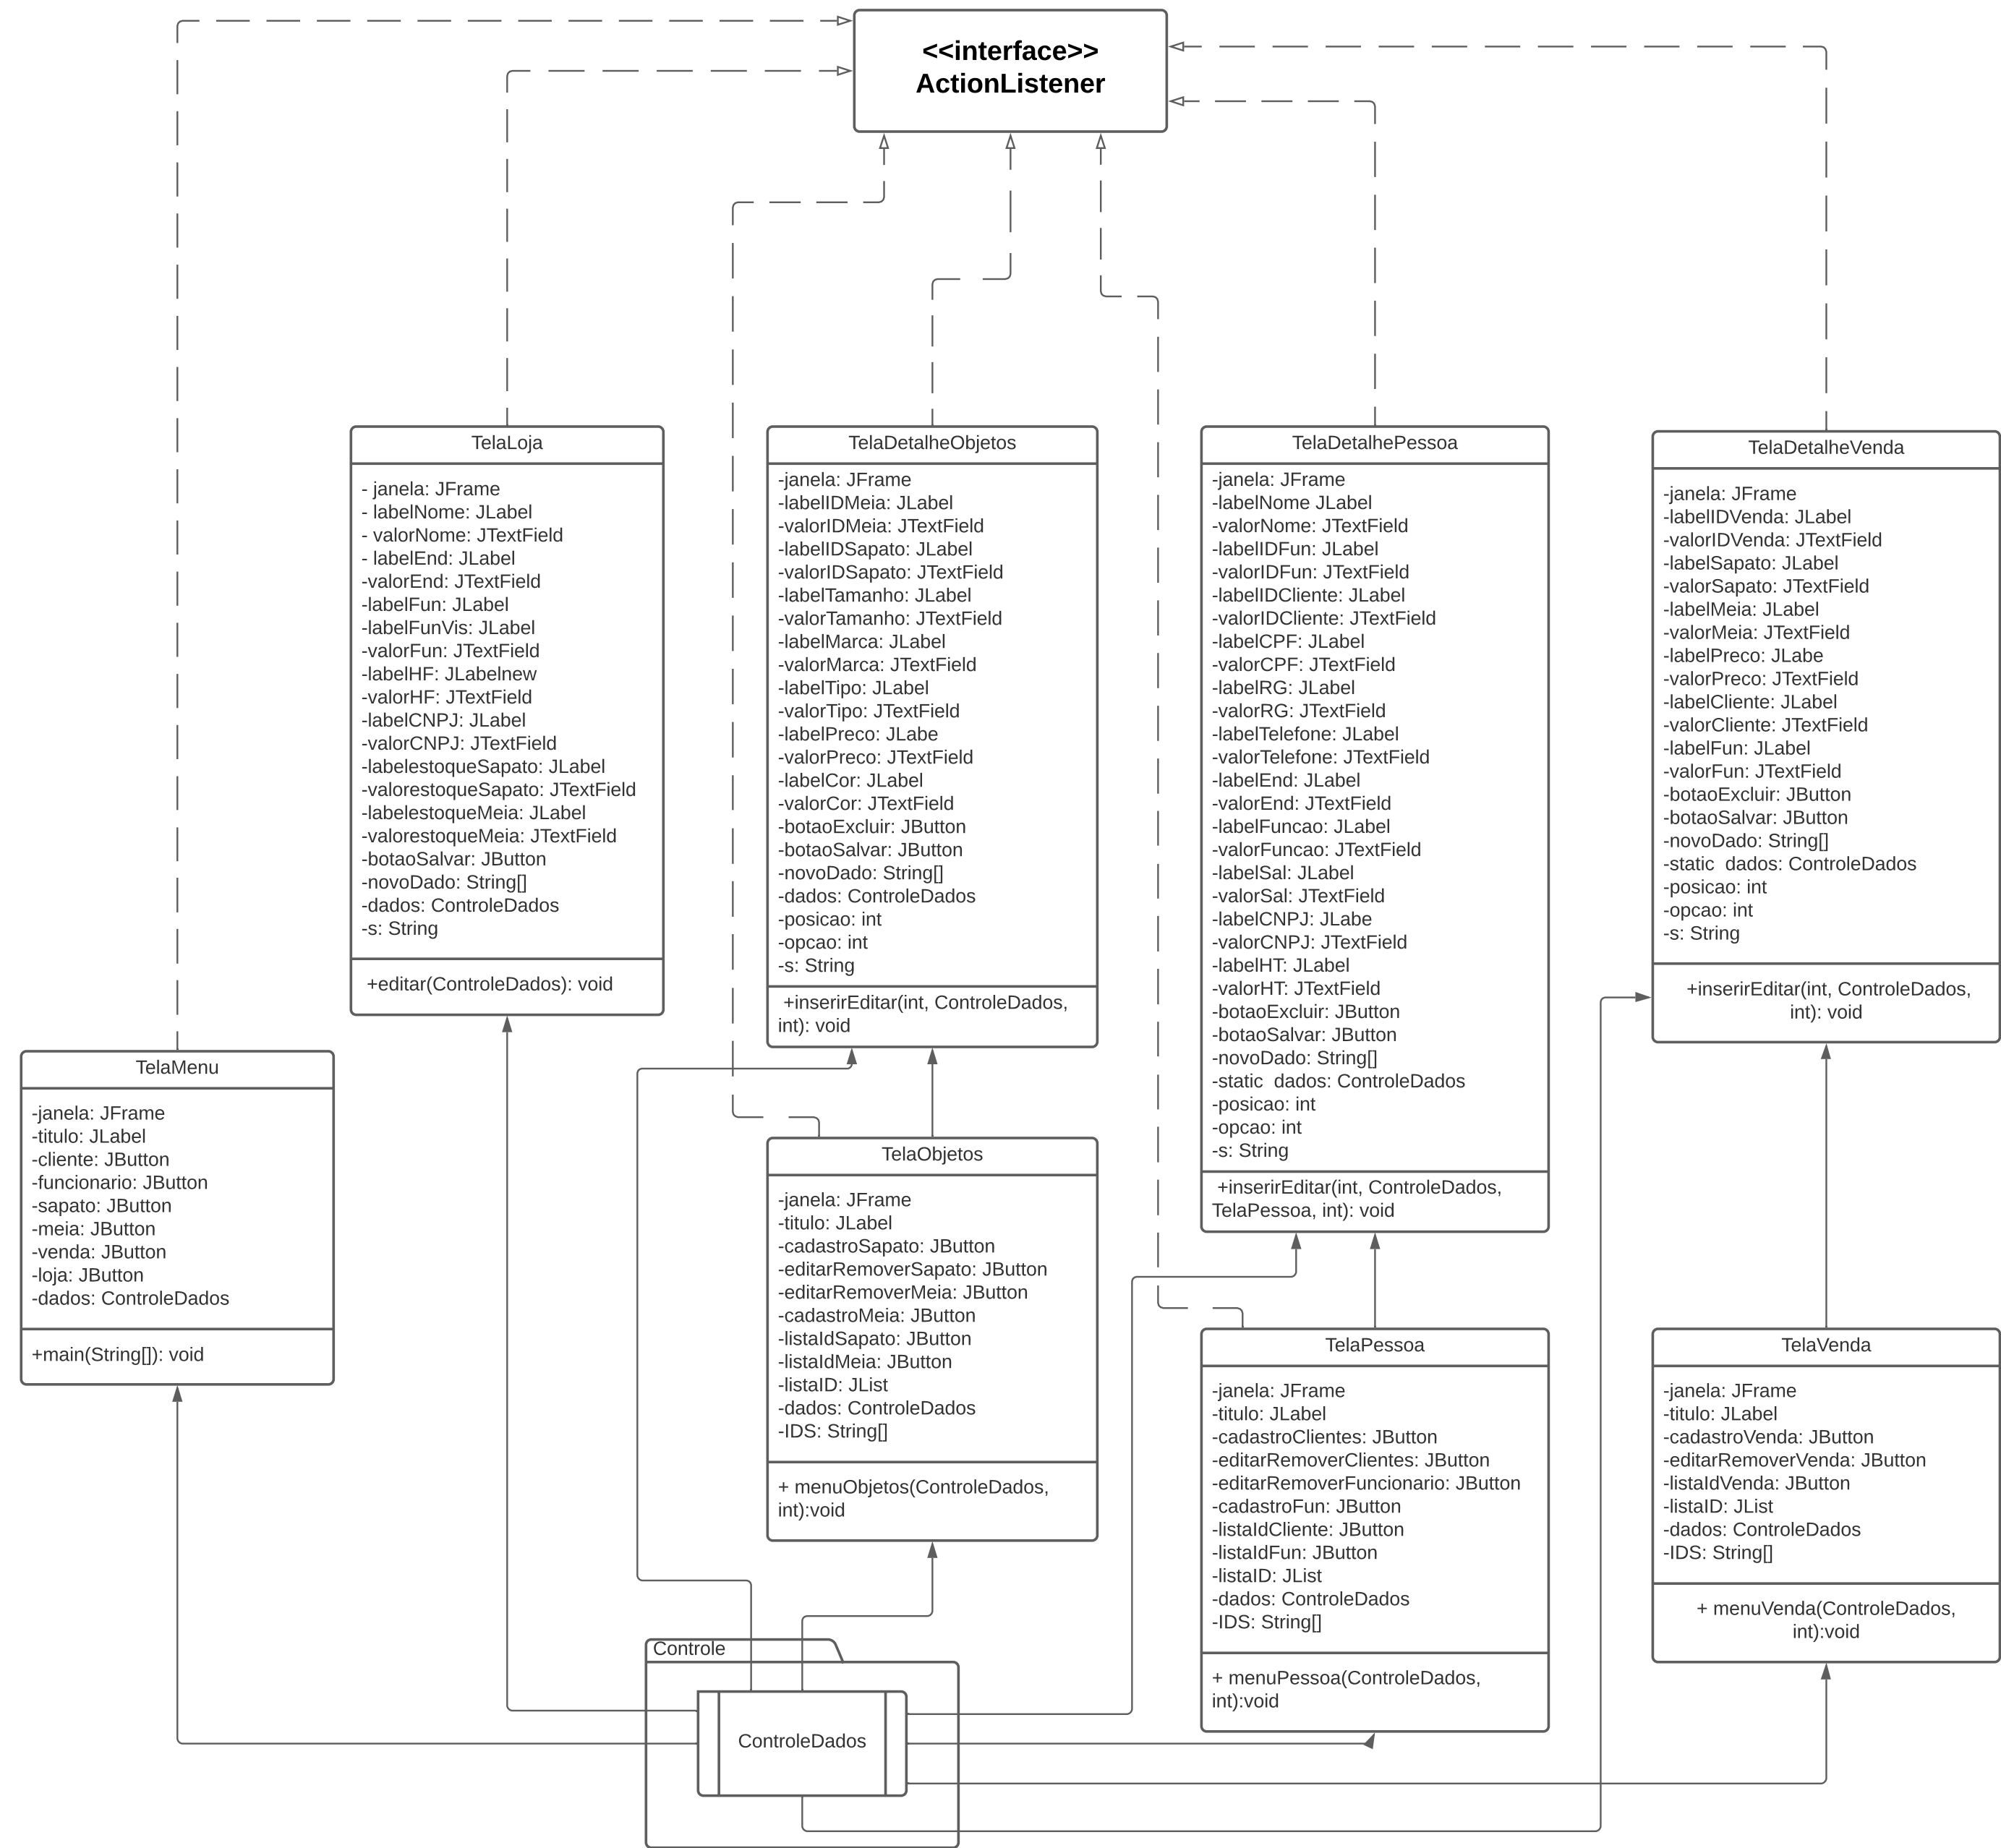 <<interface>>
ActionListener
TelaLoja
- janela: JFrame
- labelNome: JLabel
- valorNome: JTextField
- labelEnd: JLabel
-valorEnd: JTextField
-labelFun: JLabel
-labelFunVis: JLabel
-valorFun: JTextField
-labelHF: JLabelnew
-valorHF: JTextField
-labelCNPJ: JLabel
-valorCNPJ: JTextField
-labelestoqueSapato: JLabel
-valorestoqueSapato: JTextField
-labelestoqueMeia: JLabel
-valorestoqueMeia: JTextField
-botaoSalvar: JButton
-novoDado: String[]
-dados: ControleDados
-s: String
+editar(ControleDados): void
TelaDetalheObjetos
-janela: JFrame
-labelIDMeia: JLabel
-valorIDMeia: JTextField
-labelIDSapato: JLabel
-valorIDSapato: JTextField
-labelTamanho: JLabel
-valorTamanho: JTextField
-labelMarca: JLabel
-valorMarca: JTextField
-labelTipo: JLabel
-valorTipo: JTextField
-labelPreco: JLabe
-valorPreco: JTextField
-labelCor: JLabel
-valorCor: JTextField
-botaoExcluir: JButton
-botaoSalvar: JButton
-novoDado: String[]
-dados: ControleDados
-posicao: int
-opcao: int
-s: String
+inserirEditar(int, ControleDados,
int): void
TelaDetalhePessoa
-janela: JFrame
-labelNome JLabel
-valorNome: JTextField
-labelIDFun: JLabel
-valorIDFun: JTextField
-labelIDCliente: JLabel
-valorIDCliente: JTextField
-labelCPF: JLabel
-valorCPF: JTextField
-labelRG: JLabel
-valorRG: JTextField
-labelTelefone: JLabel
-valorTelefone: JTextField
-labelEnd: JLabel
-valorEnd: JTextField
-labelFuncao: JLabel
-valorFuncao: JTextField
-labelSal: JLabel
-valorSal: JTextField
-labelCNPJ: JLabe
-valorCNPJ: JTextField
-labelHT: JLabel
-valorHT: JTextField
-botaoExcluir: JButton
-botaoSalvar: JButton
-novoDado: String[]
-static  dados: ControleDados
-posicao: int
-opcao: int
-s: String
+inserirEditar(int, ControleDados,
TelaPessoa, int): void
TelaDetalheVenda
-janela: JFrame
-labelIDVenda: JLabel
-valorIDVenda: JTextField
-labelSapato: JLabel
-valorSapato: JTextField
-labelMeia: JLabel
-valorMeia: JTextField
-labelPreco: JLabe
-valorPreco: JTextField
-labelCliente: JLabel
-valorCliente: JTextField
-labelFun: JLabel
-valorFun: JTextField
-botaoExcluir: JButton
-botaoSalvar: JButton
-novoDado: String[]
-static  dados: ControleDados
-posicao: int
-opcao: int
-s: String
+inserirEditar(int, ControleDados,
int): void
TelaMenu
-janela: JFrame
-titulo: JLabel
-cliente: JButton
-funcionario: JButton
-sapato: JButton
-meia: JButton
-venda: JButton
-loja: JButton
-dados: ControleDados
+main(String[]): void
TelaObjetos
-janela: JFrame
-titulo: JLabel
-cadastroSapato: JButton
-editarRemoverSapato: JButton
-editarRemoverMeia: JButton
-cadastroMeia: JButton
-listaIdSapato: JButton
-listaIdMeia: JButton
-listaID: JList
-dados: ControleDados
-IDS: String[]
+ menuObjetos(ControleDados,
int):void
TelaPessoa
-janela: JFrame
-titulo: JLabel
-cadastroClientes: JButton
-editarRemoverClientes: JButton
-editarRemoverFuncionario: JButton
-cadastroFun: JButton
-listaIdCliente: JButton
-listaIdFun: JButton
-listaID: JList
-dados: ControleDados
-IDS: String[]
+ menuPessoa(ControleDados,
int):void
TelaVenda
-janela: JFrame
-titulo: JLabel
-cadastroVenda: JButton
-editarRemoverVenda: JButton
-listaIdVenda: JButton
-listaID: JList
-dados: ControleDados
-IDS: String[]
+ menuVenda(ControleDados,
int):void
Controle
ControleDados